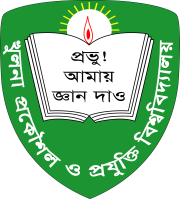 প্রভু!
আমায়
জ্ঞান দাও
খুলনা প্রকৌশল ও প্রযুক্তি বিশ্ববিদ্যালয়